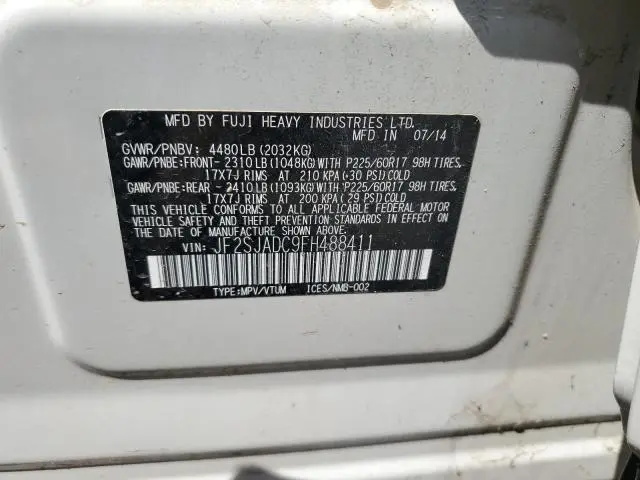 MFD BY FUJI HEAVY INDUSTRIES LTD.
MFD IN 07/14
GVWR/PNBV: 4480LB (2032KG)
GAWR/PNBE:FRONT- 2310LB (1048KG) WITH P225/60R17 98H TIRES,
17X7J RIMS AT 210 KPA (+30 PSI) COLD
GAWR/PNBE:REAR - 2410LB (1093KG) WITH P225/60R17 98H TIRES,
17X7J RIMS AT 200 KPA ( 29 PSI) COLD
THIS VEHICLE CONFORMS TO ALL APPLICABLE FEDERAL MOTOR
VEHICLE SAFETY AND THEFT PREVENTION STANDARDS IN EFFECT ON
THE DATE OF MANUFACTURE SHOWN ABOVE.
VIN: JF2SJADC9FH488411
TYPE:MPV/VTUM ICES/NMB-002